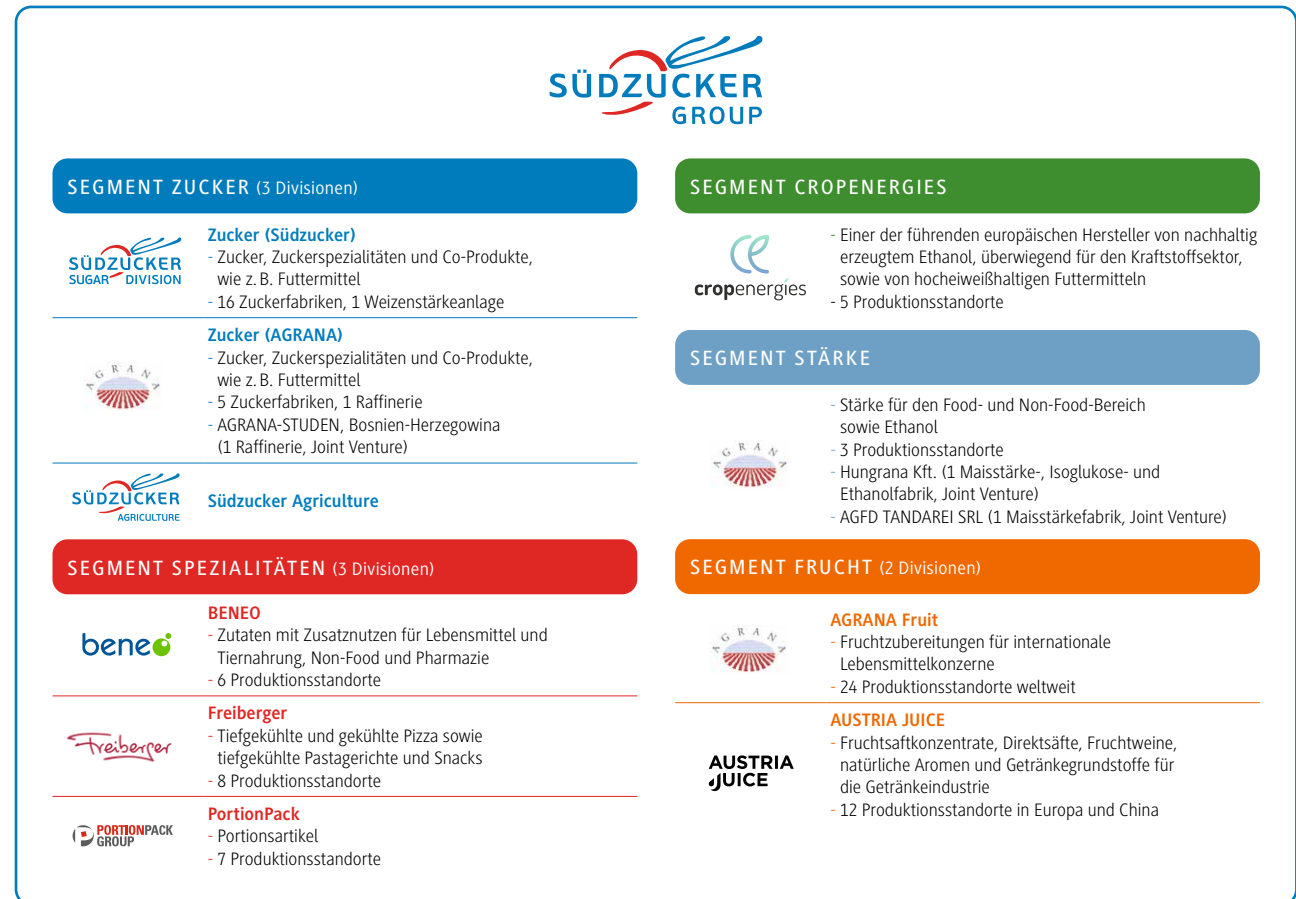 SÜDZUCKER
GROUP
SEGMENT ZUCKER (3 Divisionen)
SÜDZUCKER
SUGAR DIVISION
Zucker (Südzucker)
- Zucker, Zuckerspezialitäten und Co-Produkte,
wie z. B. Futtermittel
- 16 Zuckerfabriken, 1 Weizenstärkeanlage
AGRANA
Zucker (AGRANA)
- Zucker, Zuckerspezialitäten und Co-Produkte,
wie z. B. Futtermittel
- 5 Zuckerfabriken, 1 Raffinerie
- AGRANA-STUDEN, Bosnien-Herzegowina
(1 Raffinerie, Joint Venture)
SÜDZUCKER
AGRICULTURE
Südzucker Agriculture
SEGMENT SPEZIALITÄTEN (3 Divisionen)
beneo
BENEO
- Zutaten mit Zusatznutzen für Lebensmittel und
Tiernahrung, Non-Food und Pharmazie
- 6 Produktionsstandorte
Freiberger
Freiberger
- Tiefgekühlte und gekühlte Pizza sowie
tiefgekühlte Pastagerichte und Snacks
- 8 Produktionsstandorte
PORTIONPACK
GROUP
PortionPack
- Portionsartikel
- 7 Produktionsstandorte
SEGMENT CROPENERGIES
cropenergies
- Einer der führenden europäischen Hersteller von nachhaltig
erzeugtem Ethanol, überwiegend für den Kraftstoffsektor,
sowie von hocheiweißhaltigen Futtermitteln
- 5 Produktionsstandorte
SEGMENT STÄRKE
AGRANA
- Stärke für den Food- und Non-Food-Bereich
sowie Ethanol
- 3 Produktionsstandorte
- Hungrana Kft. (1 Maisstärke-, Isoglukose- und
Ethanolfabrik, Joint Venture)
- AGFD TANDAREI SRL (1 Maisstärkefabrik, Joint Venture)
SEGMENT FRUCHT (2 Divisionen)
AGRANA
AGRANA Fruit
- Fruchtzubereitungen für internationale
Lebensmittelkonzerne
- 24 Produktionsstandorte weltweit
AUSTRIA
JUICE
AUSTRIA JUICE
- Fruchtsaftkonzentrate, Direktsäfte, Fruchtweine,
natürliche Aromen und Getränkegrundstoffe für
die Getränkeindustrie
- 12 Produktionsstandorte in Europa und China